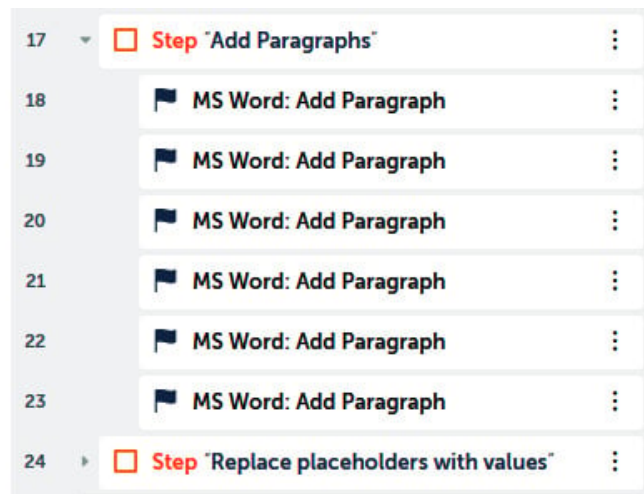 17 Step "Add Paragraphs"
18 MS Word: Add Paragraph
19 MS Word: Add Paragraph
20 MS Word: Add Paragraph
21 MS Word: Add Paragraph
22 MS Word: Add Paragraph
23 MS Word: Add Paragraph
24 Step "Replace placeholders with values"